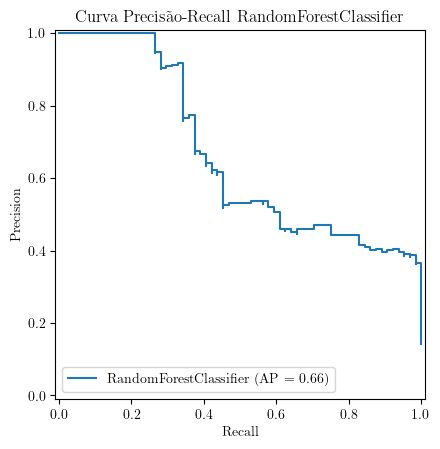 Curva Precisão-Recall RandomForestClassifier
1.0
0.8
0.6
0.4
0.2
0.0
Precision
RandomForestClassifier (AP = 0.66)
0.0 0.2 0.4 0.6 0.8 1.0
Recall